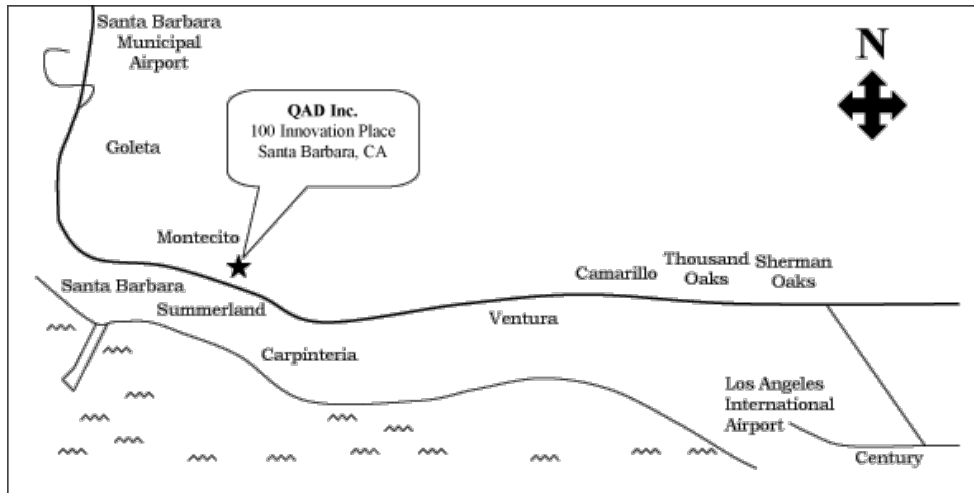 Santa Barbara
Municipal
Airport
N
QAD Inc.
100 Innovation Place
Santa Barbara, CA
Goleta
Montecito
Thousand
Oaks
Sherman
Oaks
Camarillo
Santa Barbara
Summerland
Ventura
Carpinteria
Los Angeles
International
Airport
Century